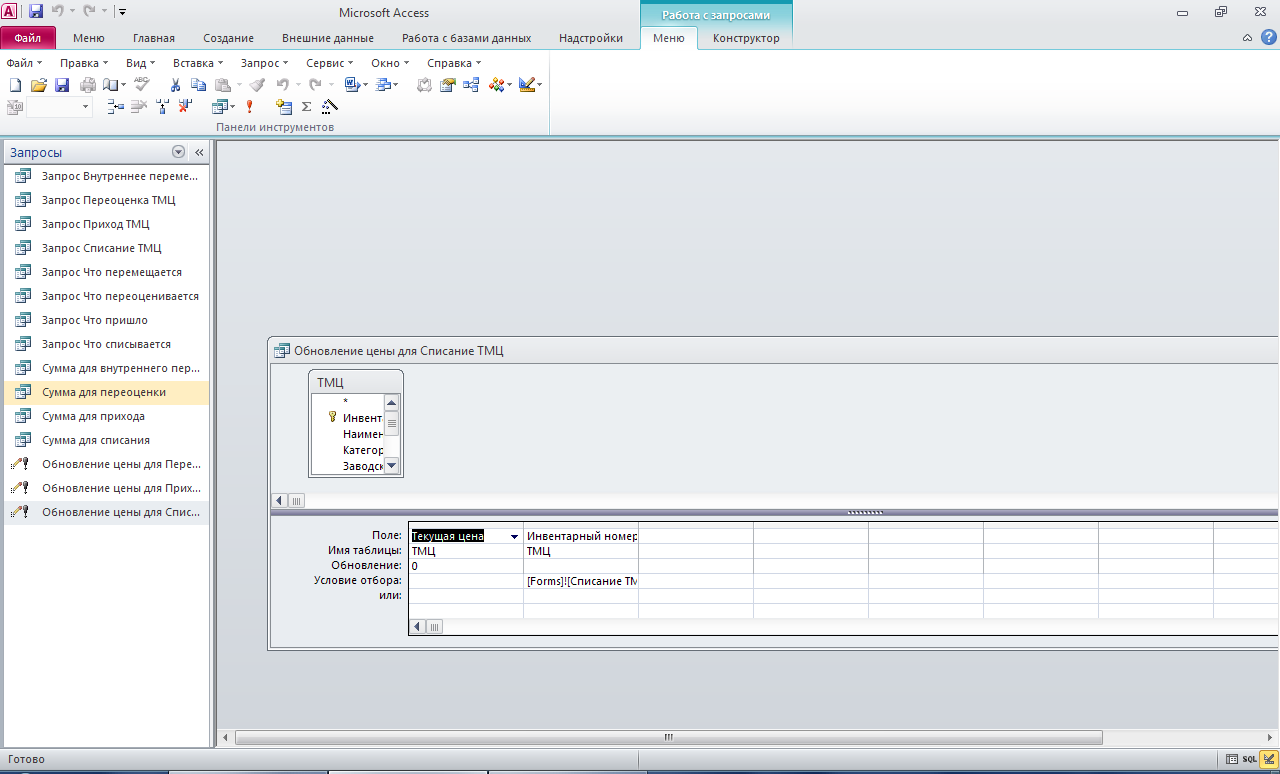 Microsoft Access
Работа с запросами
Файл Меню Главная Создание Внешние данные Работа с базами данных Надстройки Меню Конструктор
Файл Правка Вид Вставка Запрос Сервис Окно Справка
Панели инструментов
Запросы
Запрос Внутреннее переме...
Запрос Переоценка ТМЦ
Запрос Приход ТМЦ
Запрос Списание ТМЦ
Запрос Что перемещается
Запрос Что переоценивается
Запрос Что пришло
Запрос Что списывается
Сумма для внутреннего пер...
Сумма для переоценки
Сумма для прихода
Сумма для списания
Обновление цены для Пере...
Обновление цены для Прих...
Обновление цены для Спис...
Обновление цены для Списание ТМЦ
ТМЦ
*
Инвент
Наимен
Категор
Заводск
Поле: Текущая цена Инвентарный номер
Имя таблицы: ТМЦ ТМЦ
Обновление: 0
Условие отбора: [Forms]![Списание ТМ
или:
Готово
SQL